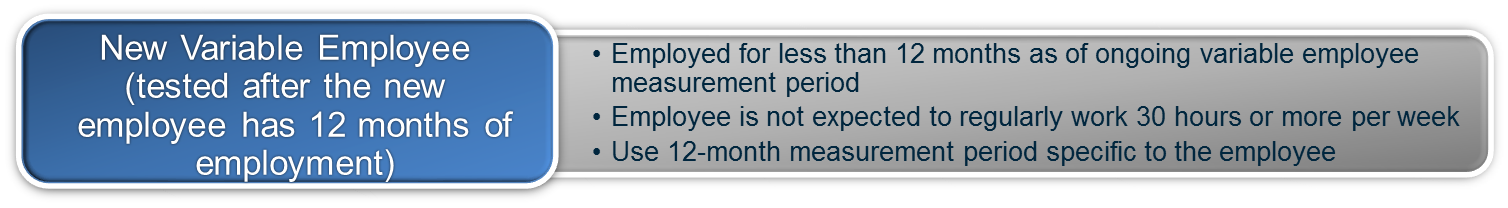 New Variable Employee
(tested after the new
employee has 12 months of
employment)
• Employed for less than 12 months as of ongoing variable employee
measurement period
• Employee is not expected to regularly work 30 hours or more per week
• Use 12-month measurement period specific to the employee